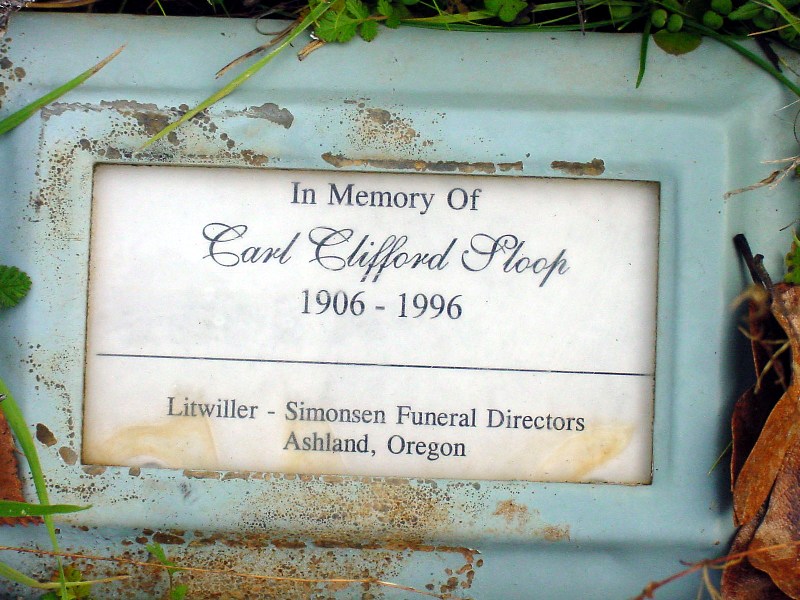 In Memory Of
Carl Clifford Sloop
1906 - 1996
Litwiller - Simonsen Funeral Directors
Ashland, Oregon